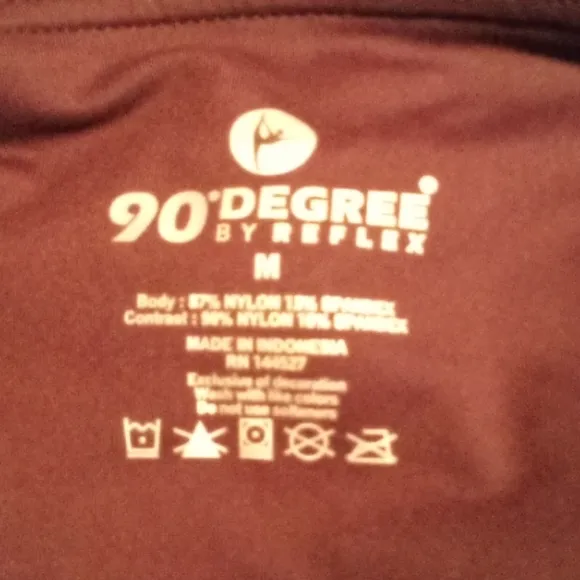 90° DEGREE
BY REFLEX
M
Body : 87% NYLON 13% SPANDEX
Contrast : 90% NYLON 10% SPANDEX
MADE IN INDONESIA
RN 144527
Exclusive of decoration
Wash with like colors
Do not use softeners